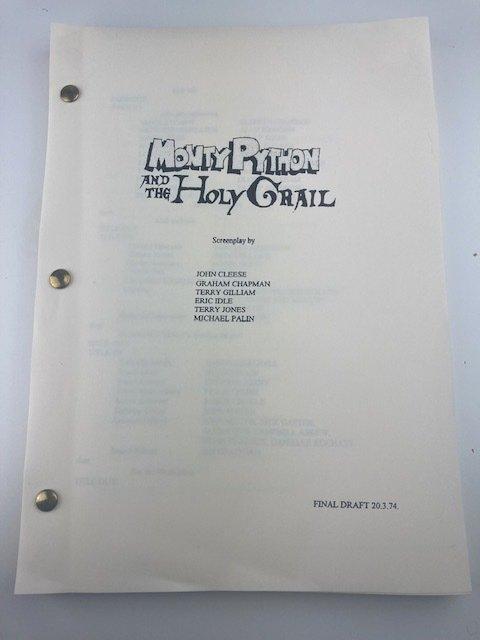 MONTY PYTHON
AND THE HOLY GRAIL
Screenplay by
JOHN CLEESE
GRAHAM CHAPMAN
TERRY GILLIAM
ERIC IDLE
TERRY JONES
MICHAEL PALIN
FINAL DRAFT 20.3.74.